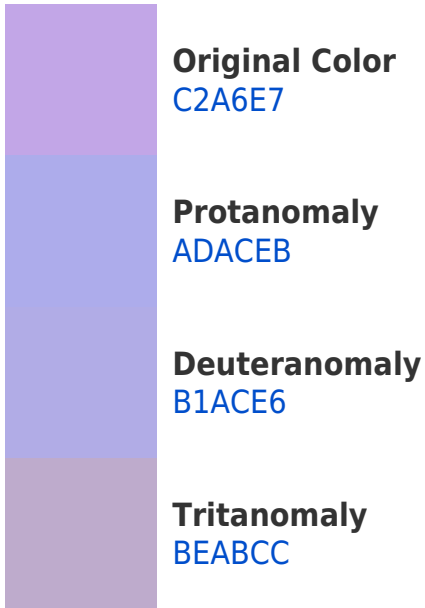 Original Color
C2A6E7
Protanomaly
ADACEB
Deuteranomaly
B1ACE6
Tritanomaly
BEABCC